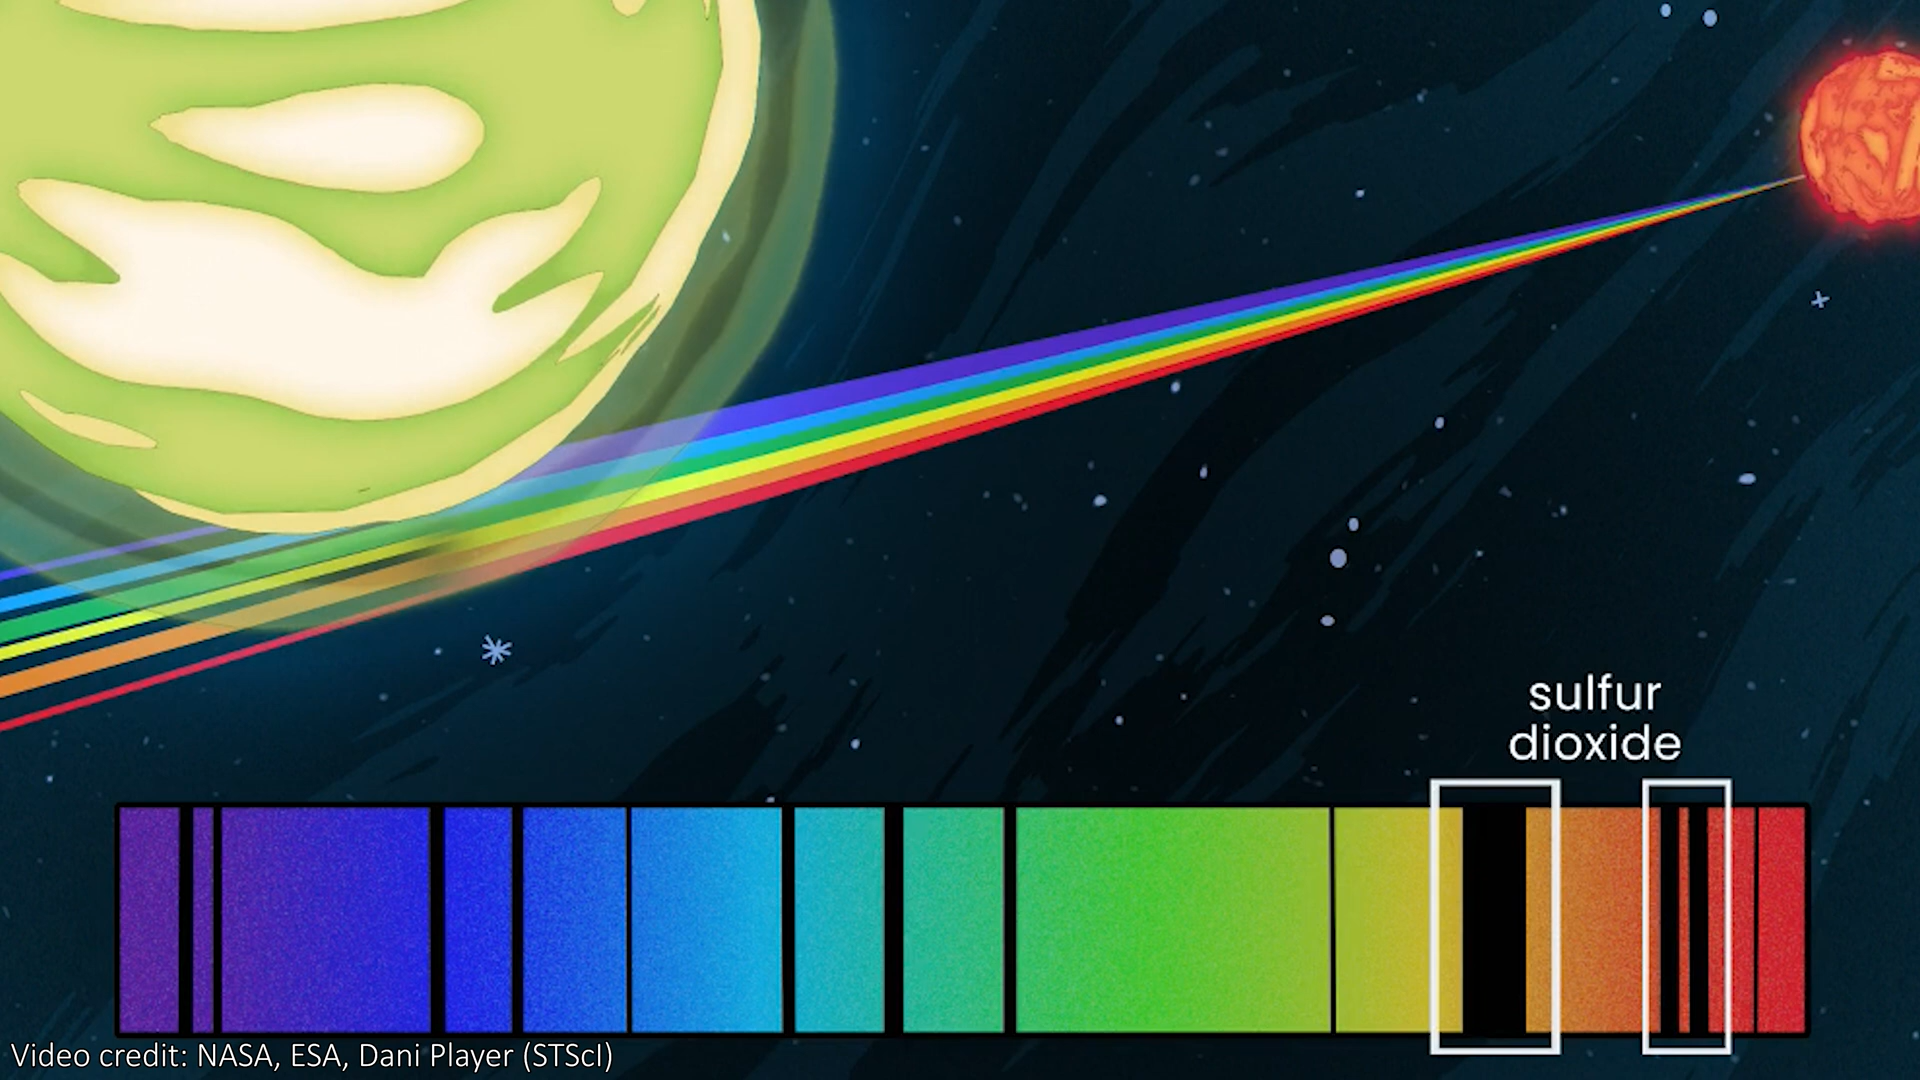 sulfur
dioxide
Video credit: NASA, ESA, Dani Player (STScI)